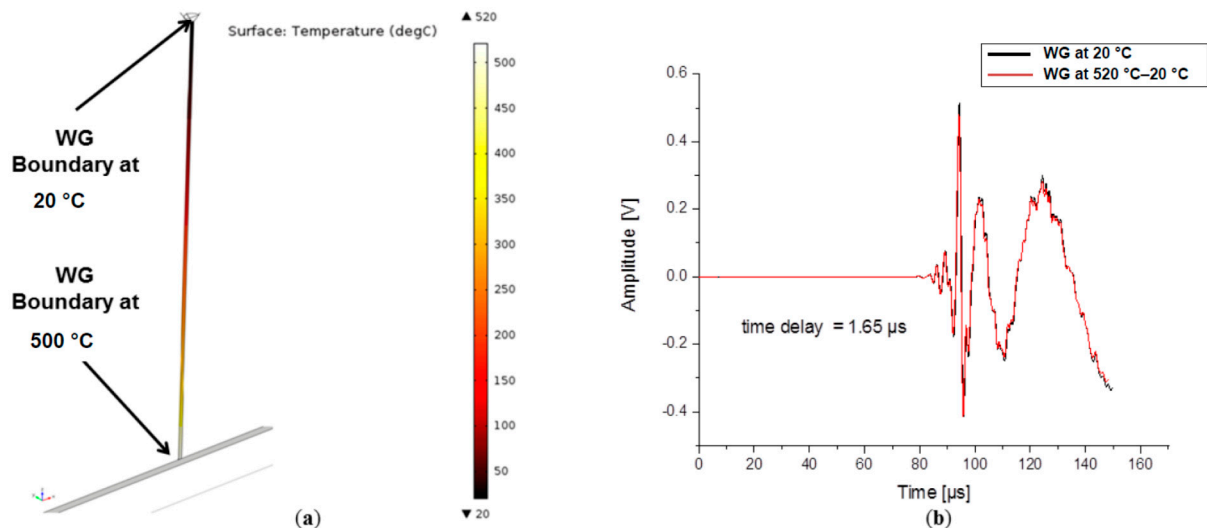 Surface: Temperature (degC)
▲ 520
500
450
400
350
300
250
200
150
100
50
▼ 20
WG
Boundary at
20 °C
WG
Boundary at
500 °C
(a)
WG at 20 °C
WG at 520 °C–20 °C
0.6
0.4
0.2
0.0
-0.2
-0.4
Amplitude [V]
time delay = 1.65 µs
0 20 40 60 80 100 120 140 160
Time [µs]
(b)